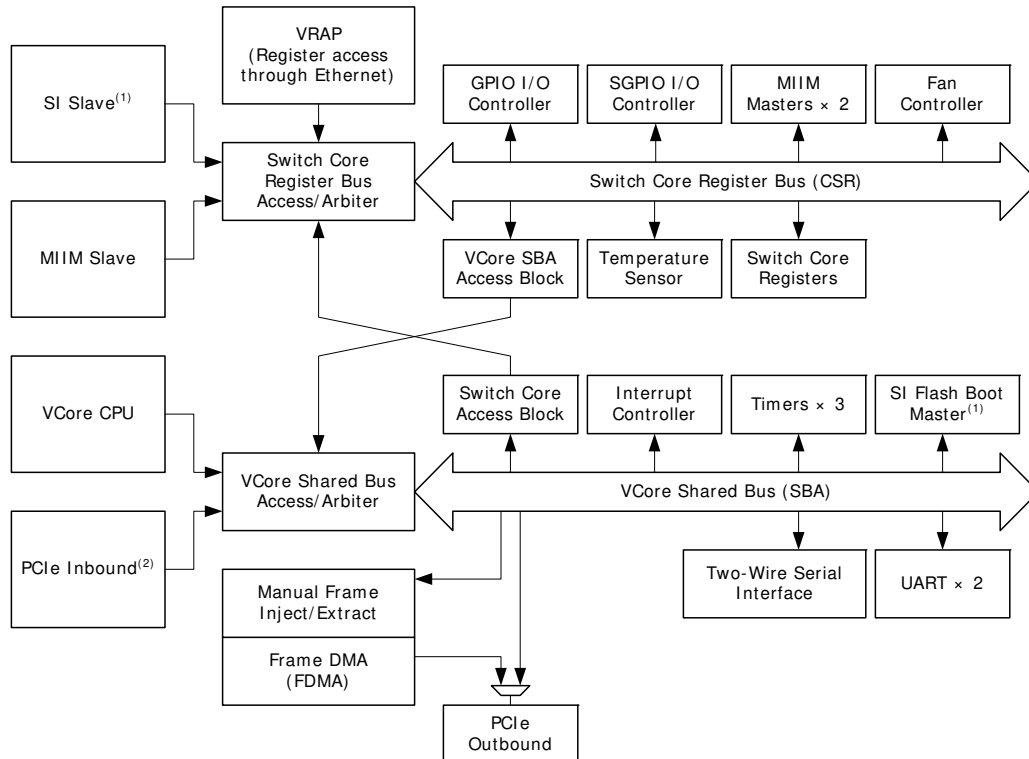 VRAP
(Register access
through Ethernet)
SI Slave(1)
GPIO I/O
Controller
SGPIO I/O
Controller
MIIM
Masters × 2
Fan
Controller
Switch Core
Register Bus
Access/Arbiter
Switch Core Register Bus (CSR)
MIIM Slave
VCore SBA
Access Block
Temperature
Sensor
Switch Core
Registers
VCore CPU
Switch Core
Access Block
Interrupt
Controller
Timers × 3
SI Flash Boot
Master(1)
VCore Shared Bus
Access/Arbiter
VCore Shared Bus (SBA)
PCIe Inbound(2)
Manual Frame
Inject/Extract
Two-Wire Serial
Interface
UART × 2
Frame DMA
(FDMA)
PCIe
Outbound